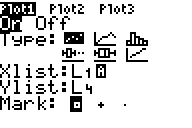 Plot1 Plot2 Plot3
On Off
Type:
Xlist:L₁
Ylist:L₄
Mark: + ·